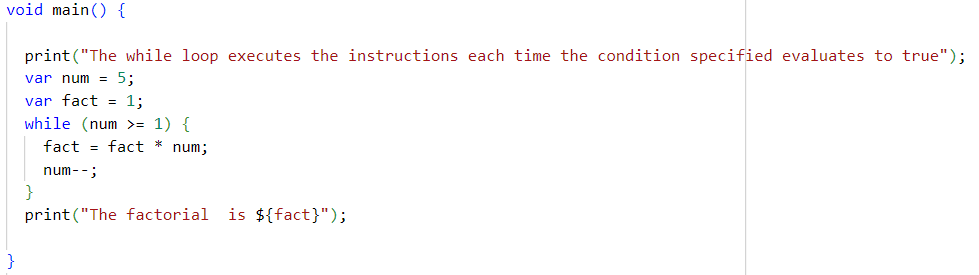 void main() {
print("The while loop executes the instructions each time the condition specified evaluates to true");
var num = 5;
var fact = 1;
while (num >= 1) {
fact = fact * num;
num--;
}
print("The factorial  is ${fact}");
}